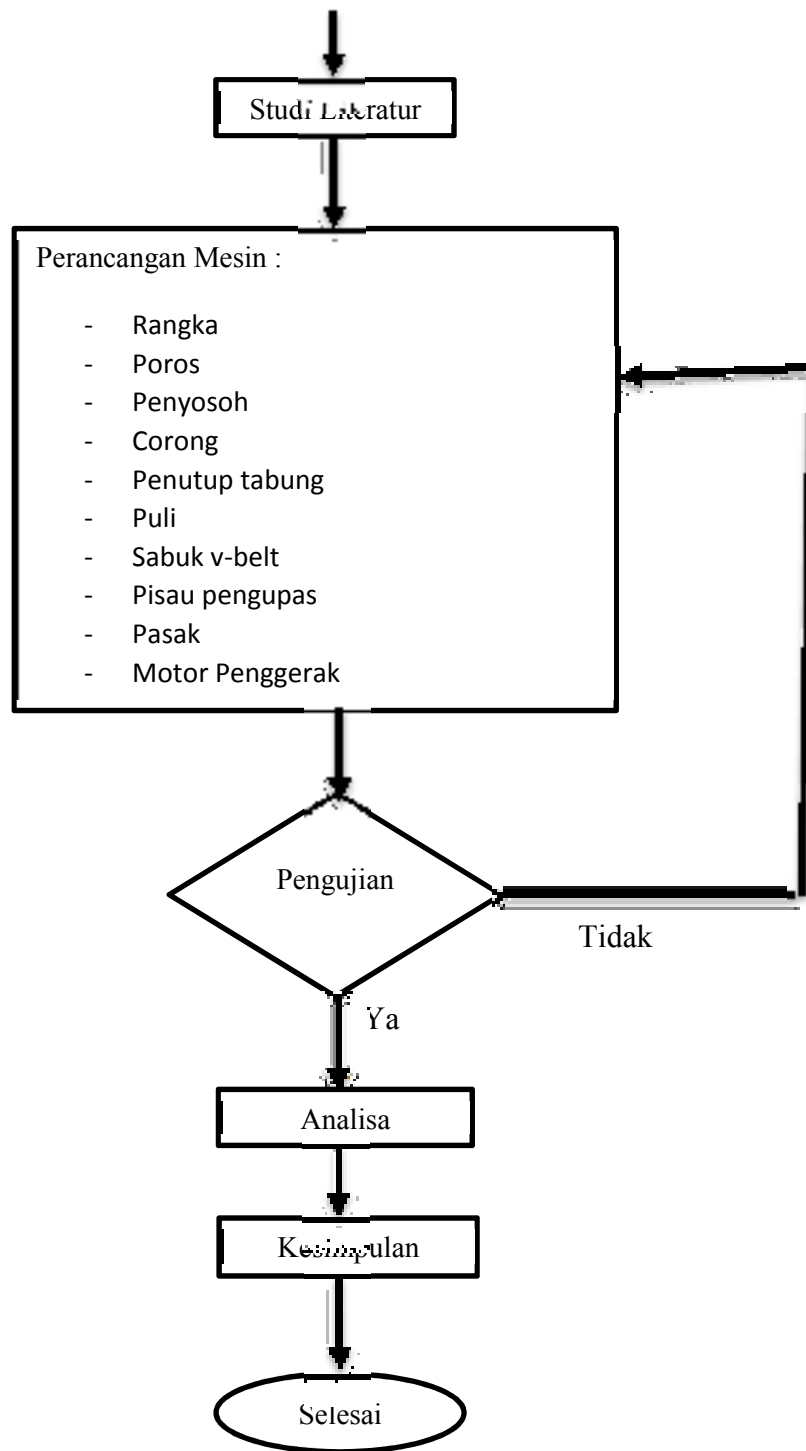 Studi Literatur
Perancangan Mesin :
- Rangka
- Poros
- Penyosoh
- Corong
- Penutup tabung
- Puli
- Sabuk v-belt
- Pisau pengupas
- Pasak
- Motor Penggerak
Pengujian
Tidak
Ya
Analisa
Kesimpulan
Selesai